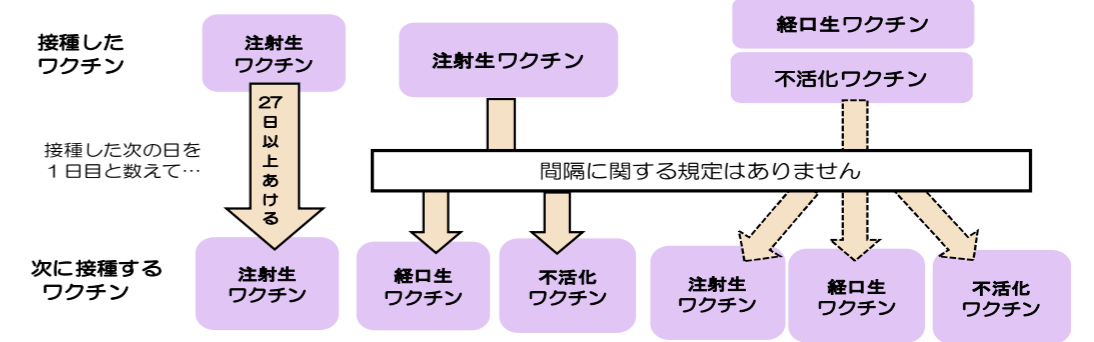 接種した
ワクチン
注射生
ワクチン
注射生ワクチン
経口生ワクチン
不活化ワクチン
27日以上あける
接種した次の日を
１日目と数えて…
間隔に関する規定はありません
次に接種する
ワクチン
注射生
ワクチン
経口生
ワクチン
不活化
ワクチン
注射生
ワクチン
経口生
ワクチン
不活化
ワクチン